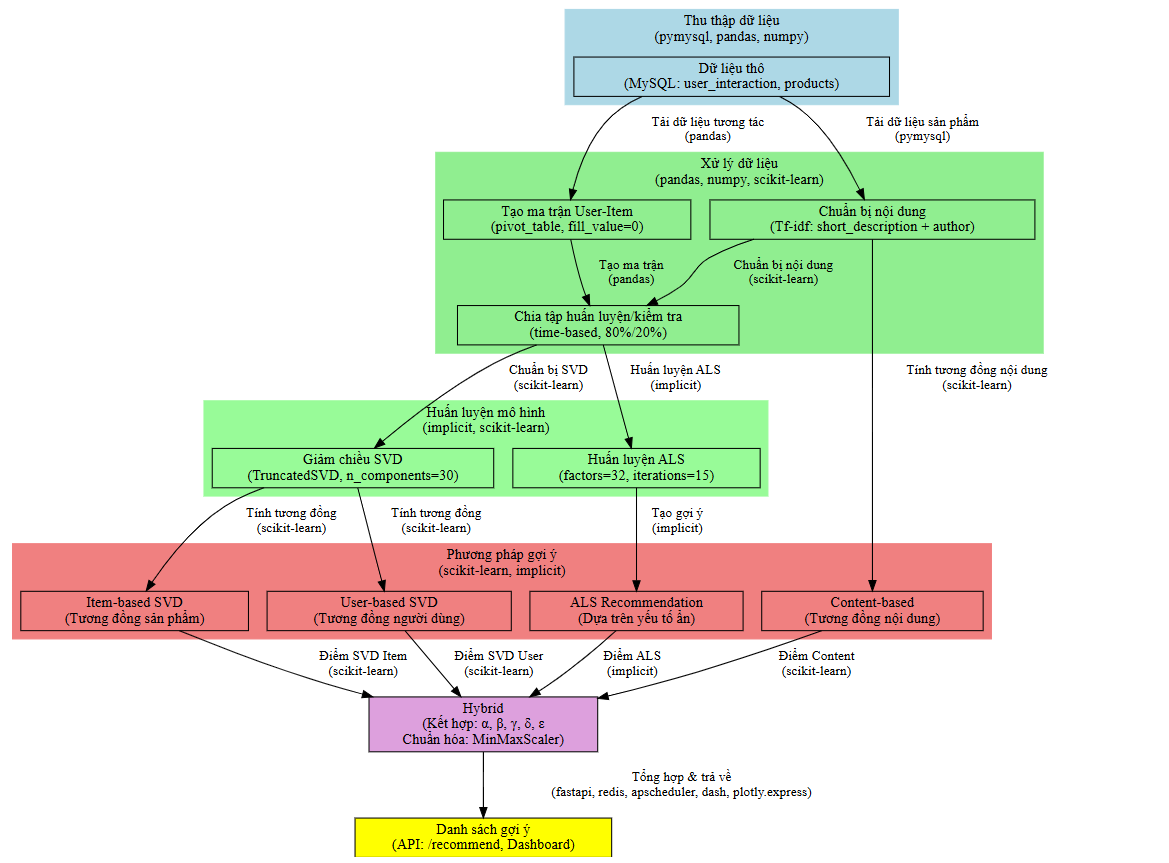 Thu thập dữ liệu
(pymysql, pandas, numpy)
Dữ liệu thô
(MySQL: user_interaction, products)
Tải dữ liệu tương tác
(pandas)
Tải dữ liệu sản phẩm
(pymysql)
Xử lý dữ liệu
(pandas, numpy, scikit-learn)
Tạo ma trận User-Item
(pivot_table, fill_value=0)
Chuẩn bị nội dung
(Tf-idf: short_description + author)
Tạo ma trận
(pandas)
Chuẩn bị nội dung
(scikit-learn)
Chia tập huấn luyện/kiểm tra
(time-based, 80%/20%)
Chuẩn bị SVD
(scikit-learn)
Huấn luyện ALS
(implicit)
Tính tương đồng nội dung
(scikit-learn)
Huấn luyện mô hình
(implicit, scikit-learn)
Giảm chiều SVD
(TruncatedSVD, n_components=30)
Huấn luyện ALS
(factors=32, iterations=15)
Tính tương đồng
(scikit-learn)
Tính tương đồng
(scikit-learn)
Tạo gợi ý
(implicit)
Phương pháp gợi ý
(scikit-learn, implicit)
Item-based SVD
(Tương đồng sản phẩm)
User-based SVD
(Tương đồng người dùng)
ALS Recommendation
(Dựa trên yếu tố ẩn)
Content-based
(Tương đồng nội dung)
Điểm SVD Item
(scikit-learn)
Điểm SVD User
(scikit-learn)
Điểm ALS
(implicit)
Điểm Content
(scikit-learn)
Hybrid
(Kết hợp: α, β, γ, δ, ε
Chuẩn hóa: MinMaxScaler)
Tổng hợp & trả về
(fastapi, redis, apscheduler, dash, plotly.express)
Danh sách gợi ý
(API: /recommend, Dashboard)